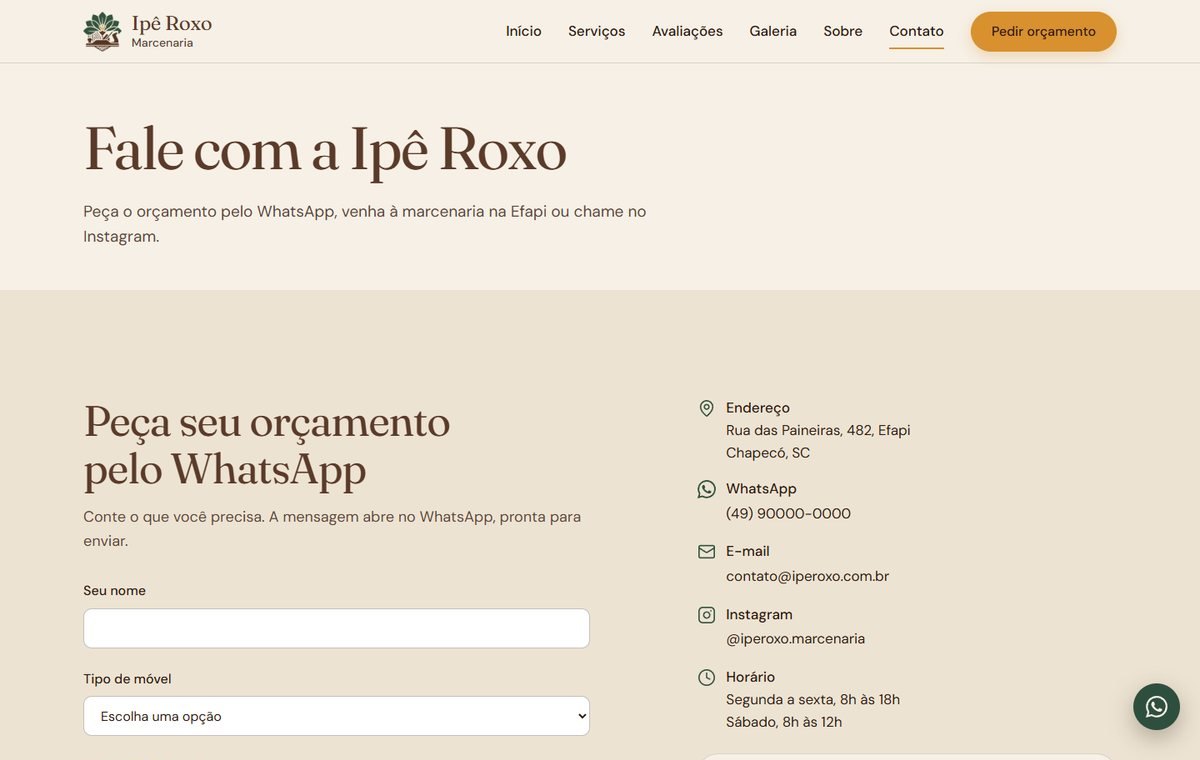 Ipê Roxo
Marcenaria
Início
Serviços
Avaliações
Galeria
Sobre
Contato
Pedir orçamento
Fale com a Ipê Roxo
Peça o orçamento pelo WhatsApp, venha à marcenaria na Efapi ou chame no
Instagram.
Peça seu orçamento
pelo WhatsApp
Conte o que você precisa. A mensagem abre no WhatsApp, pronta para
enviar.
Seu nome
Tipo de móvel
Escolha uma opção
Endereço
Rua das Paineiras, 482, Efapi
Chapecó, SC
WhatsApp
(49) 90000-0000
E-mail
contato@iperoxo.com.br
Instagram
@iperoxo.marcenaria
Horário
Segunda a sexta, 8h às 18h
Sábado, 8h às 12h